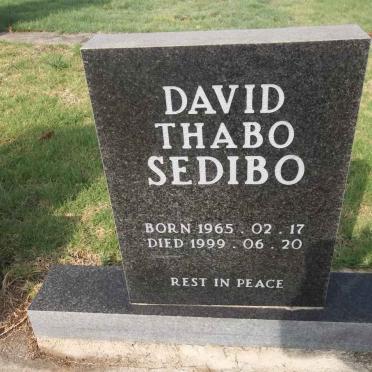 DAVID
THABO
SEDIBO
BORN 1965 . 02 . 17
DIED 1999 . 06 . 20
REST IN PEACE